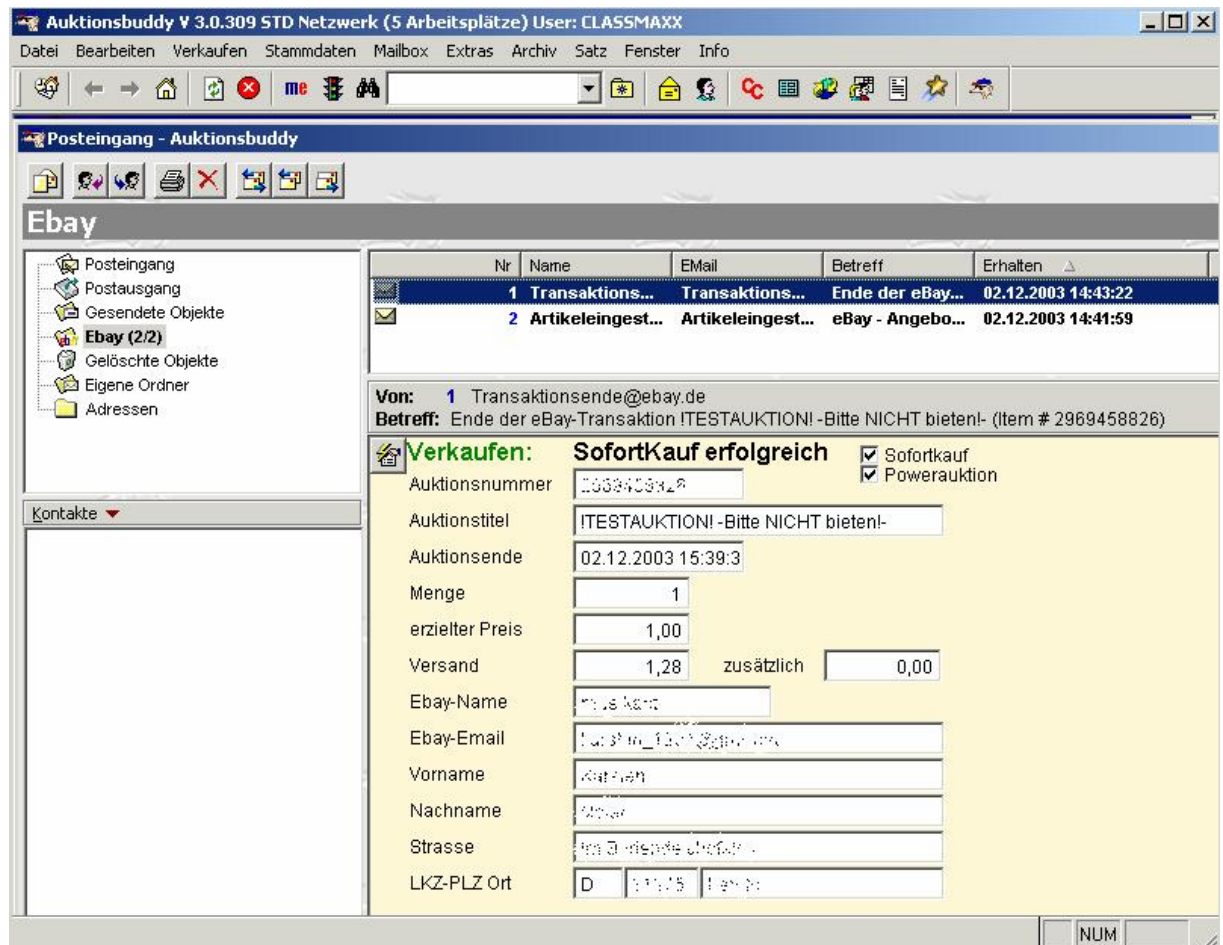 Auktionsbuddy V 3.0.309 STD Netzwerk (5 Arbeitsplätze) User: CLASSMAXX
Datei Bearbeiten Verkaufen Stammdaten Mailbox Extras Archiv Satz Fenster Info
me CC
Posteingang - Auktionsbuddy
Ebay
Posteingang
Postausgang
Gesendete Objekte
Ebay (2/2)
Gelöschte Objekte
Eigene Ordner
Adressen
Kontakte
Nr Name EMail Betreff Erhalten
1 Transaktions... Transaktions... Ende der eBay... 02.12.2003 14:43:22
2 Artikeleingest... Artikeleingest... eBay - Angebo... 02.12.2003 14:41:59
Von: 1 Transaktionsende@ebay.de
Betreff: Ende der eBay-Transaktion !TESTAUKTION! -Bitte NICHT bieten!- (Item # 2969458826)
Verkaufen: SofortKauf erfolgreich Sofortkauf
Powerauktion
Auktionsnummer
Auktionstitel !TESTAUKTION! -Bitte NICHT bieten!-
Auktionsende 02.12.2003 15:39:3
Menge 1
erzielter Preis 1,00
Versand 1,28 zusätzlich 0,00
Ebay-Name
Ebay-Email
Vorname
Nachname
Strasse
LKZ-PLZ Ort D
NUM